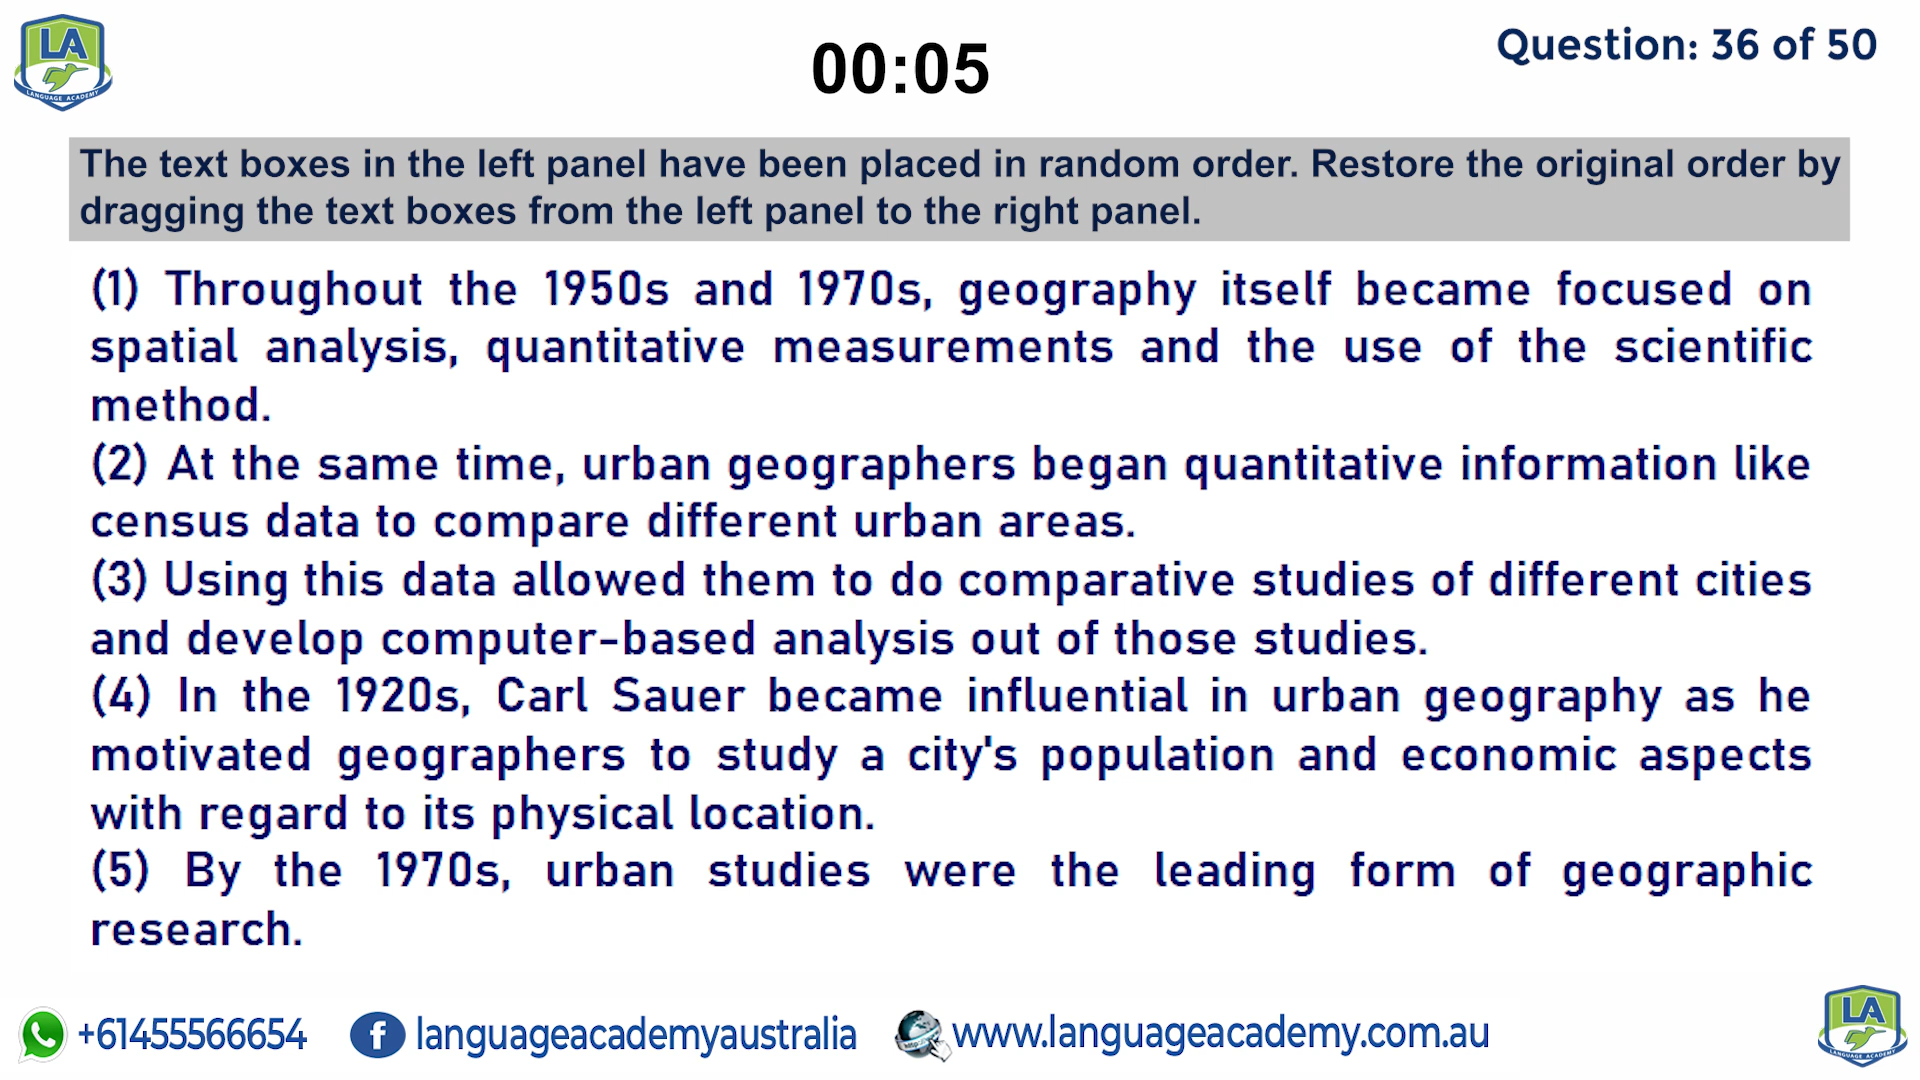 LA
LANGUAGE ACADEMY
00:05
Question: 36 of 50
The text boxes in the left panel have been placed in random order. Restore the original order by
dragging the text boxes from the left panel to the right panel.
(1) Throughout the 1950s and 1970s, geography itself became focused on
spatial analysis, quantitative measurements and the use of the scientific
method.
(2) At the same time, urban geographers began quantitative information like
census data to compare different urban areas.
(3) Using this data allowed them to do comparative studies of different cities
and develop computer-based analysis out of those studies.
(4) In the 1920s, Carl Sauer became influential in urban geography as he
motivated geographers to study a city's population and economic aspects
with regard to its physical location.
(5) By the 1970s, urban studies were the leading form of geographic
research.
+61455566654
f
languageacademyaustralia
www.languageacademy.com.au
LA
LANGUAGE ACADEMY